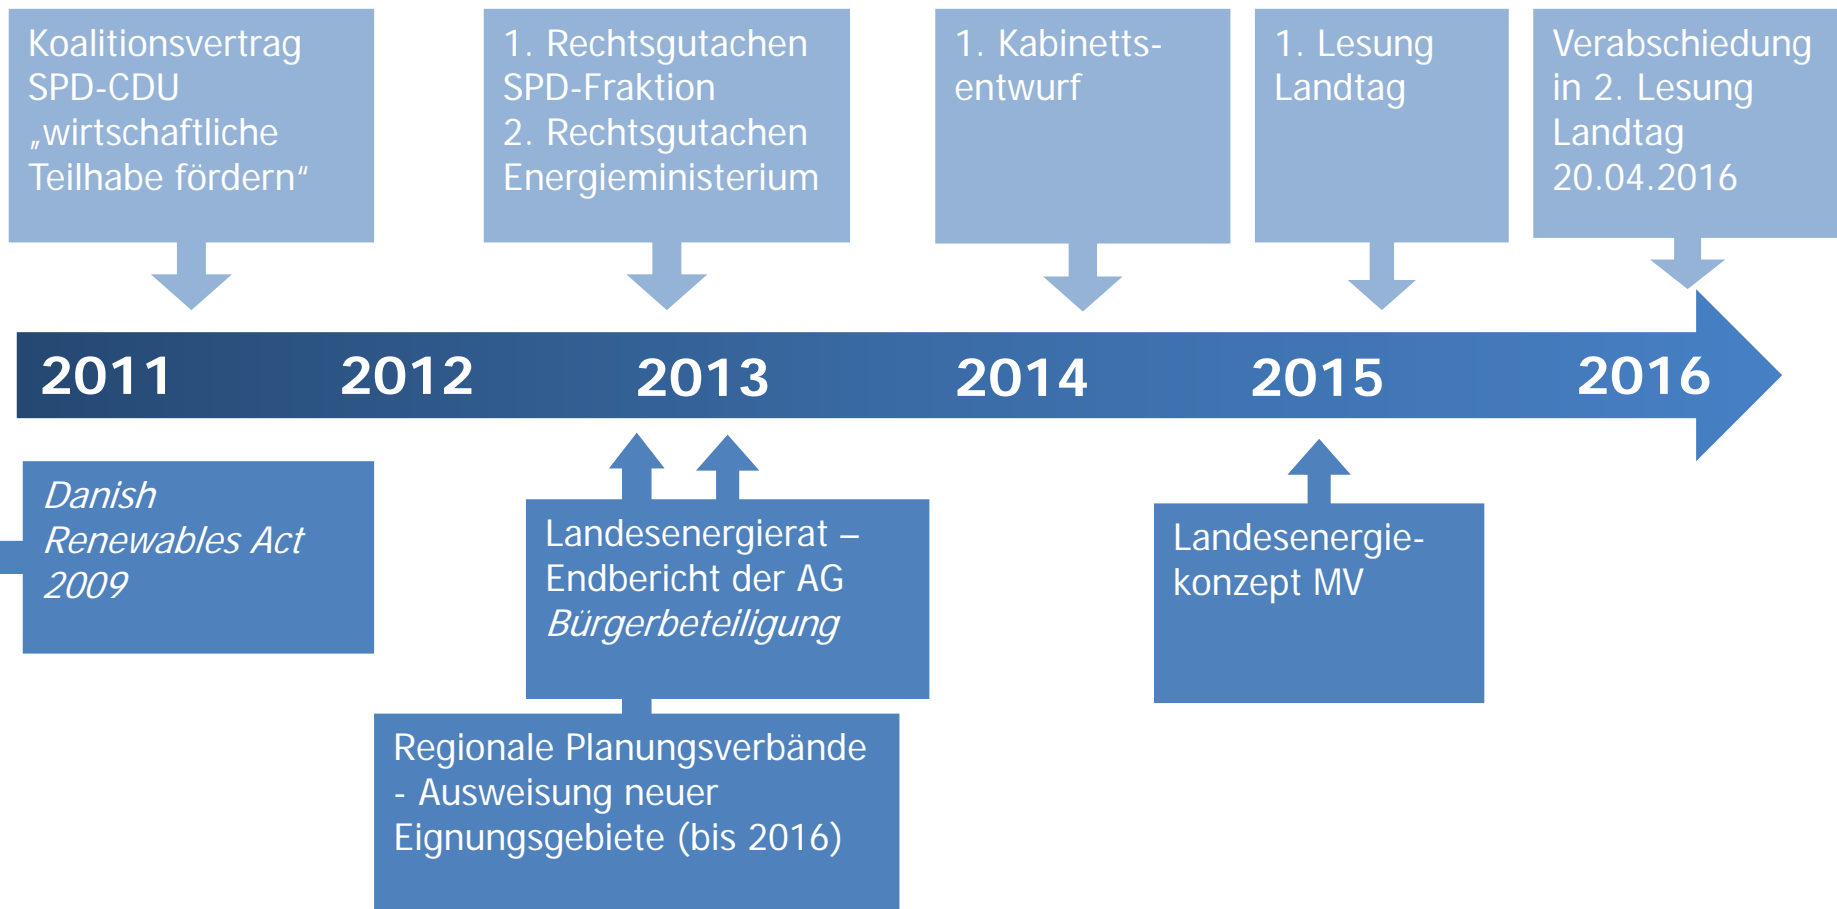 Koalitionsvertrag
SPD-CDU
„wirtschaftliche
Teilhabe fördern“
1. Rechtsgutachen
SPD-Fraktion
2. Rechtsgutachen
Energieministerium
1. Kabinetts-
entwurf
1. Lesung
Landtag
Verabschiedung
in 2. Lesung
Landtag
20.04.2016
2011
2012
2013
2014
2015
2016
Danish
Renewables Act
2009
Landesenergierat –
Endbericht der AG
Bürgerbeteiligung
Landesenergie-
konzept MV
Regionale Planungsverbände
- Ausweisung neuer
Eignungsgebiete (bis 2016)